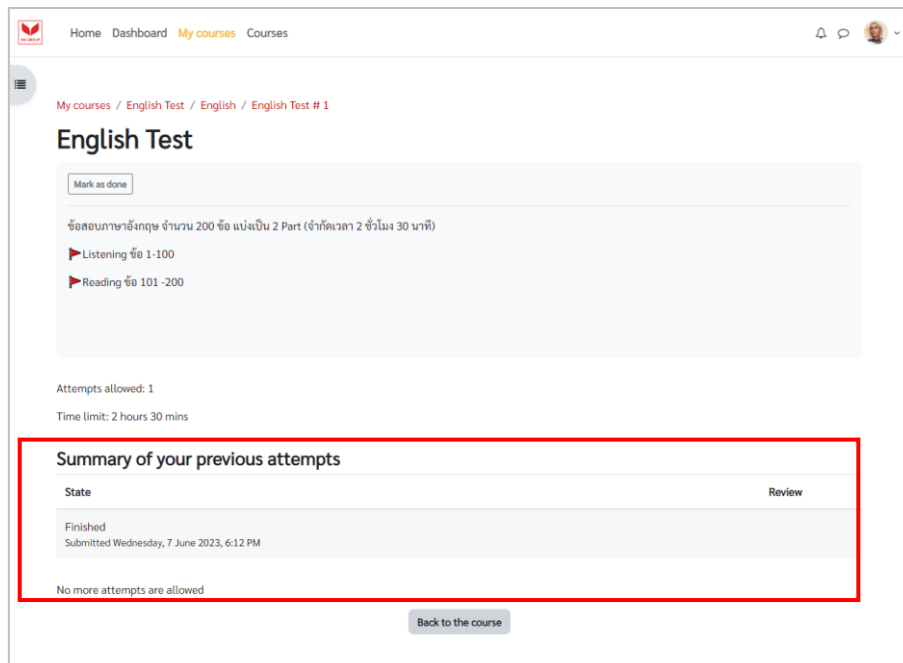 Home Dashboard My courses Courses
My courses / English Test / English / English Test # 1
English Test
Mark as done
ข้อสอบภาษาอังกฤษ จำนวน 200 ข้อ แบ่งเป็น 2 Part (จำกัดเวลา 2 ชั่วโมง 30 นาที)
Listening ข้อ 1-100
Reading ข้อ 101 -200
Attempts allowed: 1
Time limit: 2 hours 30 mins
Summary of your previous attempts
State Review
Finished
Submitted Wednesday, 7 June 2023, 6:12 PM
No more attempts are allowed
Back to the course